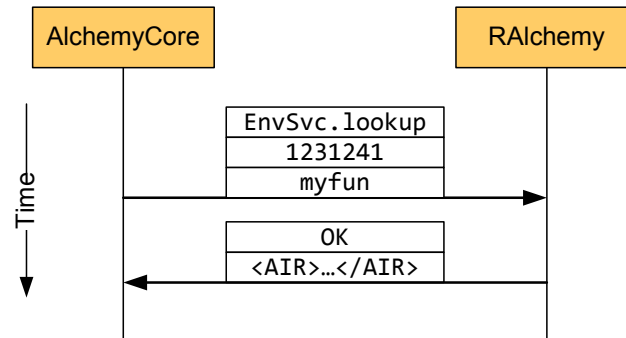 AlchemyCore
RAlchemy
EnvSvc.lookup
1231241
myfun
Time
OK
<AIR>…</AIR>